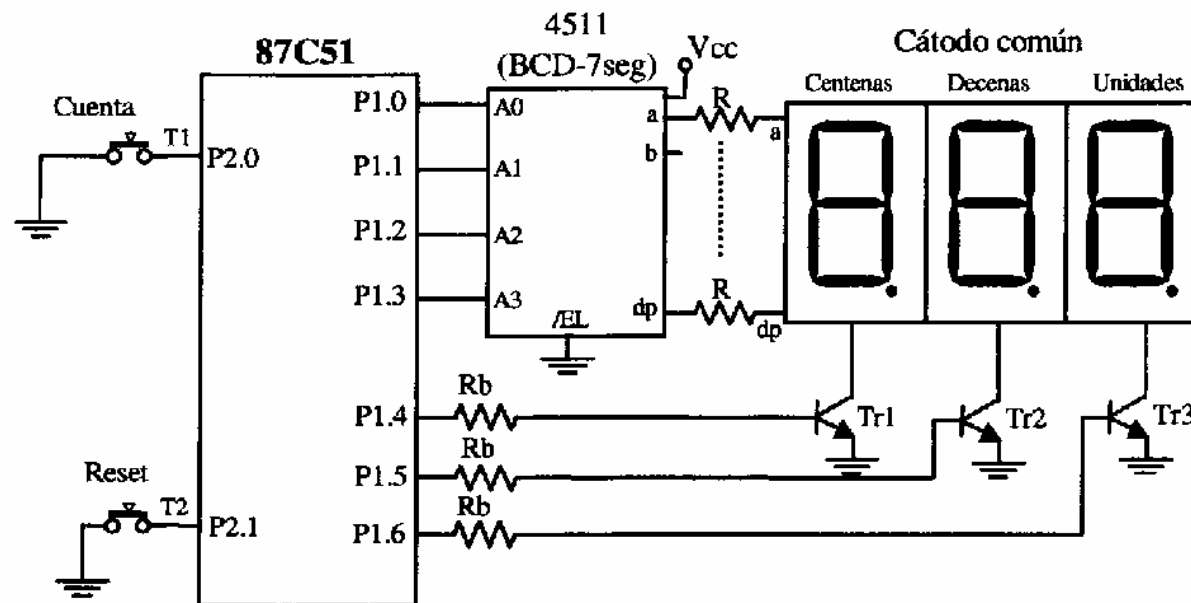 4511
(BCD-7seg)
87C51
Vcc
Cátodo común
Centenas Decenas Unidades
Cuenta
T1
P2.0
P1.0
P1.1
P1.2
P1.3
A0
A1
A2
A3
/EL
a
b
dp
R
R
a
dp
P1.4
P1.5
P1.6
Rb
Rb
Rb
Tr1
Tr2
Tr3
Reset
T2
P2.1